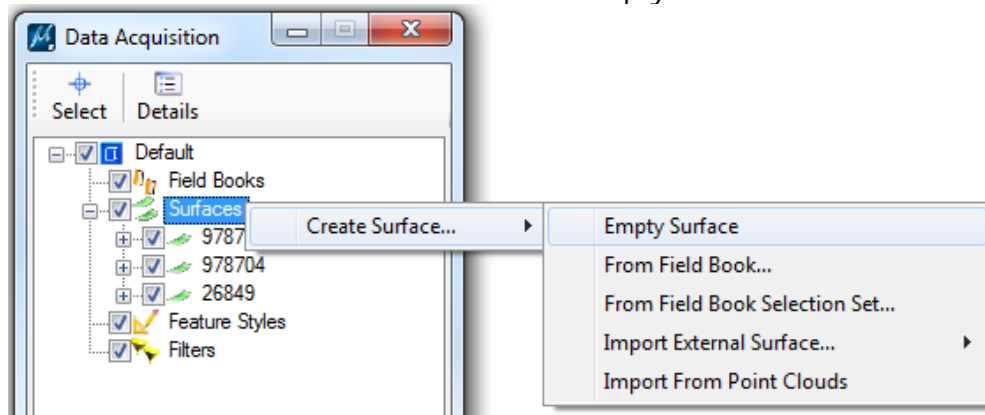 Data Acquisition
Select Details
Default
Field Books
Surfaces
Create Surface...
Empty Surface
9787
From Field Book...
978704
From Field Book Selection Set...
26849
Import External Surface...
Feature Styles
Import From Point Clouds
Filters